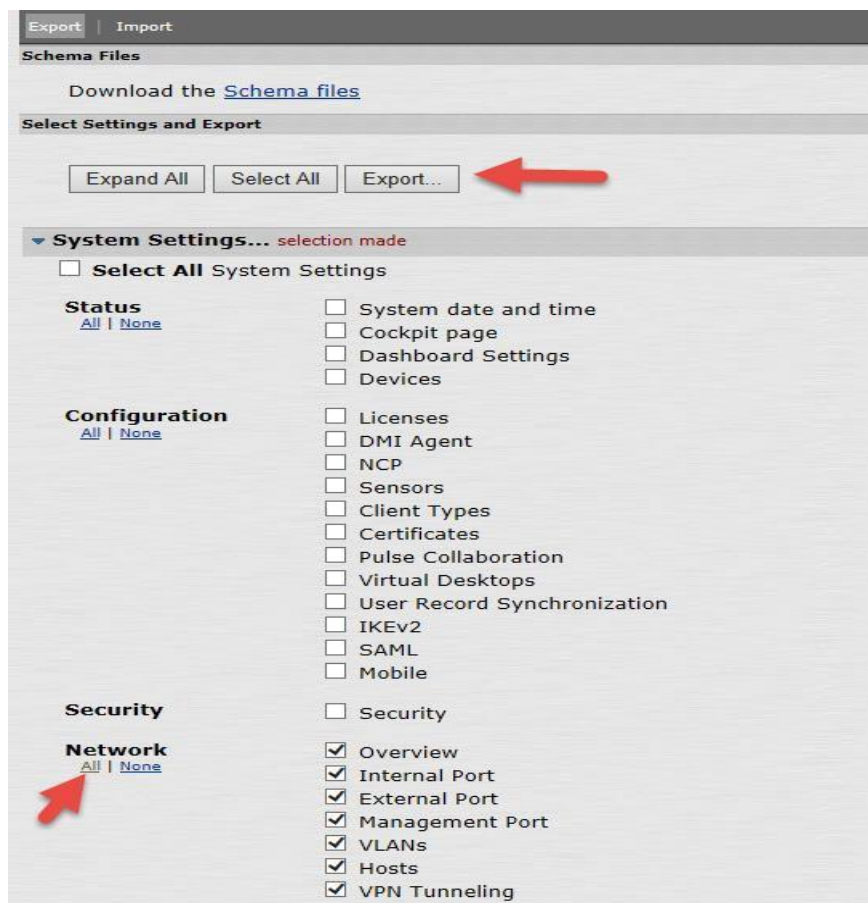 Export | Import
Schema Files
Download the Schema files
Select Settings and Export
Expand All Select All Export...
System Settings... selection made
Select All System Settings
Status
All | None
System date and time
Cockpit page
Dashboard Settings
Devices
Configuration
All | None
Licenses
DMI Agent
NCP
Sensors
Client Types
Certificates
Pulse Collaboration
Virtual Desktops
User Record Synchronization
IKEv2
SAML
Mobile
Security
Security
Network
All | None
Overview
Internal Port
External Port
Management Port
VLANs
Hosts
VPN Tunneling